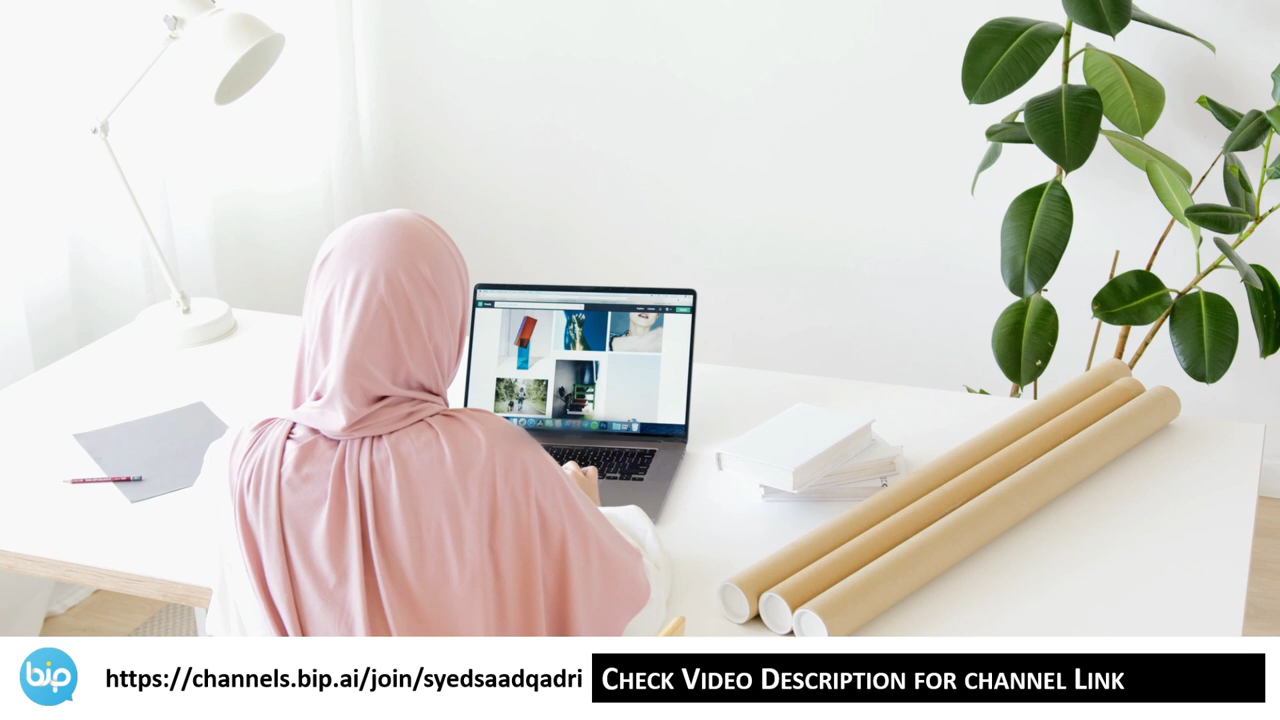 bip
https://channels.bip.ai/join/syedsaadqadri
CHECK VIDEO DESCRIPTION FOR CHANNEL LINK